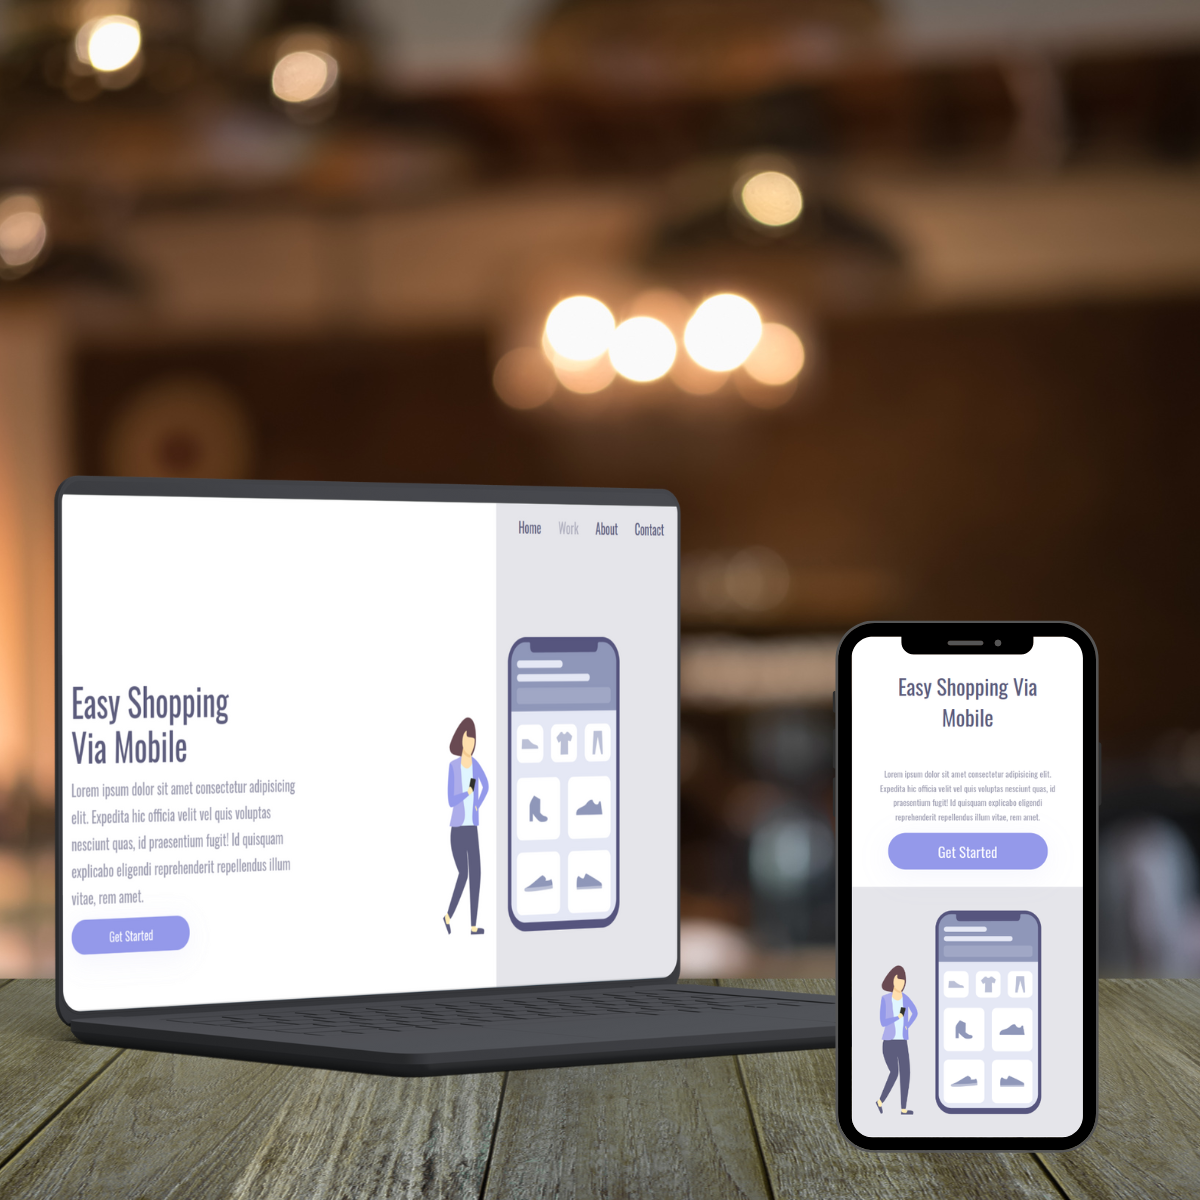 Home Work About Contact
Easy Shopping
Via Mobile
Lorem ipsum dolor sit amet consectetur adipisicing
elit. Expedita hic officia velit vel quis voluptas
nesciunt quas, id praesentium fugit! Id quisquam
explicabo eligendi reprehenderit repellendus illum
vitae, rem amet.
Get Started
Easy Shopping Via
Mobile
Lorem ipsum dolor sit amet consectetur adipisicing elit.
Expedita hic officia velit vel quis voluptas nesciunt quas, id
praesentium fugit! Id quisquam explicabo eligendi
reprehenderit repellendus illum vitae, rem amet.
Get Started